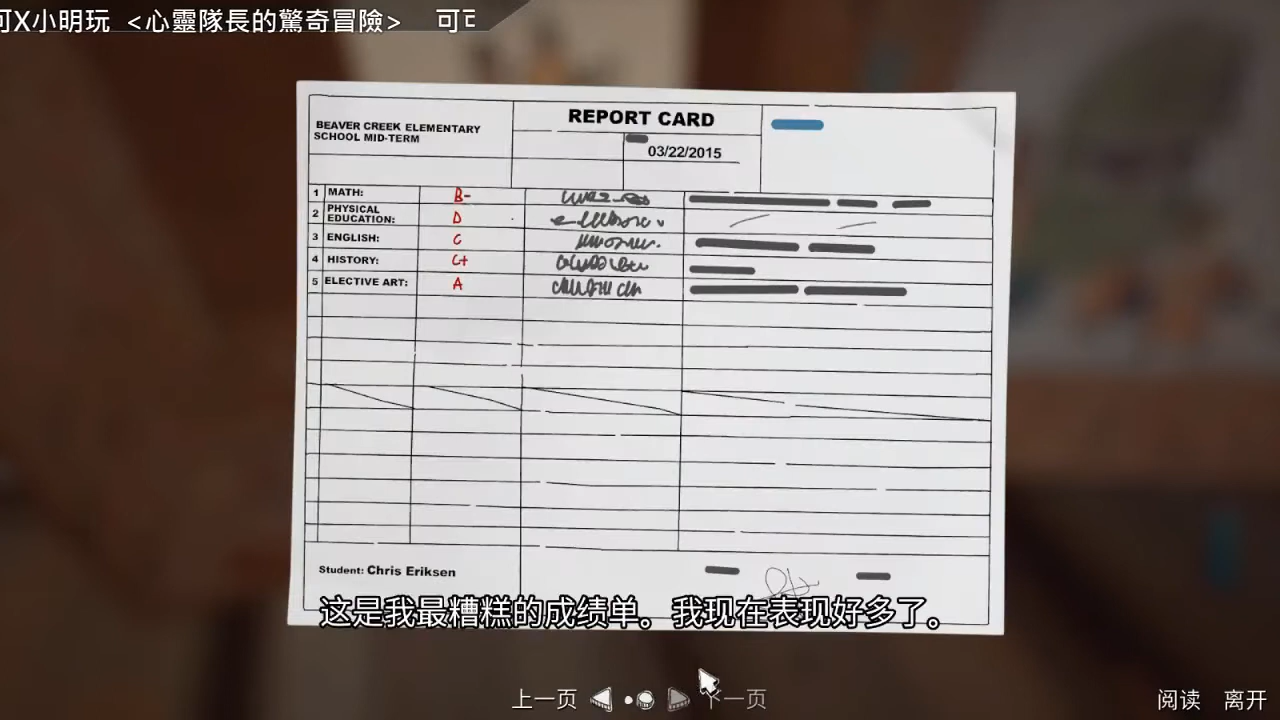 可X小明玩 <心靈隊長的驚奇冒險> 可
BEAVER CREEK ELEMENTARY
SCHOOL MID-TERM
REPORT CARD
03/22/2015
1 MATH: B-
2 PHYSICAL
EDUCATION: D
3 ENGLISH: C
4 HISTORY: C+
5 ELECTIVE ART: A
Student: Chris Eriksen
这是我最糟糕的成绩单。我现在表现好多了。
上一页 下一页
阅读 离开